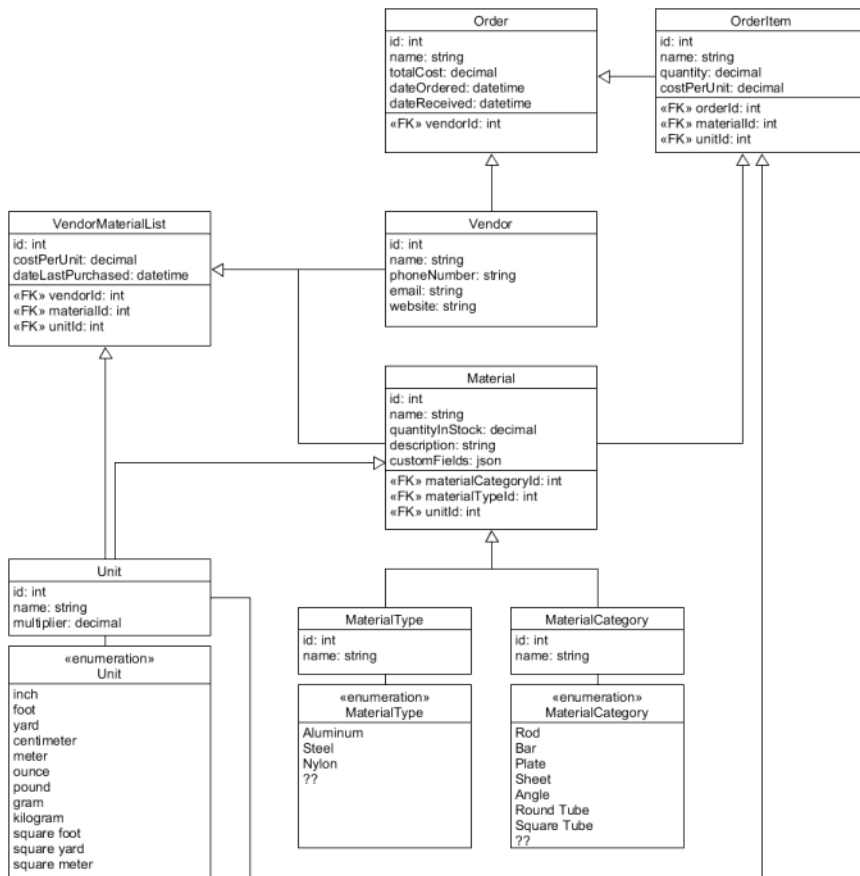 Order
id: int
name: string
totalCost: decimal
dateOrdered: datetime
dateReceived: datetime
«FK» vendorId: int
OrderItem
id: int
name: string
quantity: decimal
costPerUnit: decimal
«FK» orderId: int
«FK» materialId: int
«FK» unitId: int
VendorMaterialList
id: int
costPerUnit: decimal
dateLastPurchased: datetime
«FK» vendorId: int
«FK» materialId: int
«FK» unitId: int
Vendor
id: int
name: string
phoneNumber: string
email: string
website: string
Material
id: int
name: string
quantityInStock: decimal
description: string
customFields: json
«FK» materialCategoryId: int
«FK» materialTypeId: int
«FK» unitId: int
Unit
id: int
name: string
multiplier: decimal
«enumeration»
Unit
inch
foot
yard
centimeter
meter
ounce
pound
gram
kilogram
square foot
square yard
square meter
MaterialType
id: int
name: string
«enumeration»
MaterialType
Aluminum
Steel
Nylon
??
MaterialCategory
id: int
name: string
«enumeration»
MaterialCategory
Rod
Bar
Plate
Sheet
Angle
Round Tube
Square Tube
??